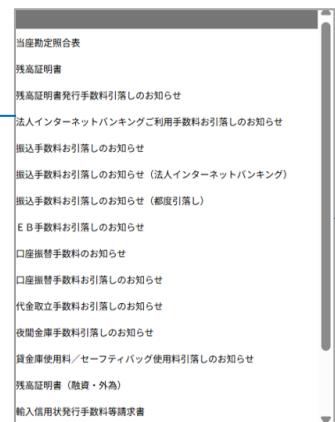 当座勘定照合表
残高証明書
残高証明書発行手数料引落しのお知らせ
法人インターネットバンキングご利用手数料お引落しのお知らせ
振込手数料お引落しのお知らせ
振込手数料お引落しのお知らせ（法人インターネットバンキング）
振込手数料お引落しのお知らせ（都度引落し）
ＥＢ手数料お引落しのお知らせ
口座振替手数料のお知らせ
口座振替手数料お引落しのお知らせ
代金取立手数料お引落しのお知らせ
夜間金庫手数料引落しのお知らせ
貸金庫使用料／セーフティバッグ使用料引落しのお知らせ
残高証明書（融資・外為）
輸入信用状発行手数料等請求書